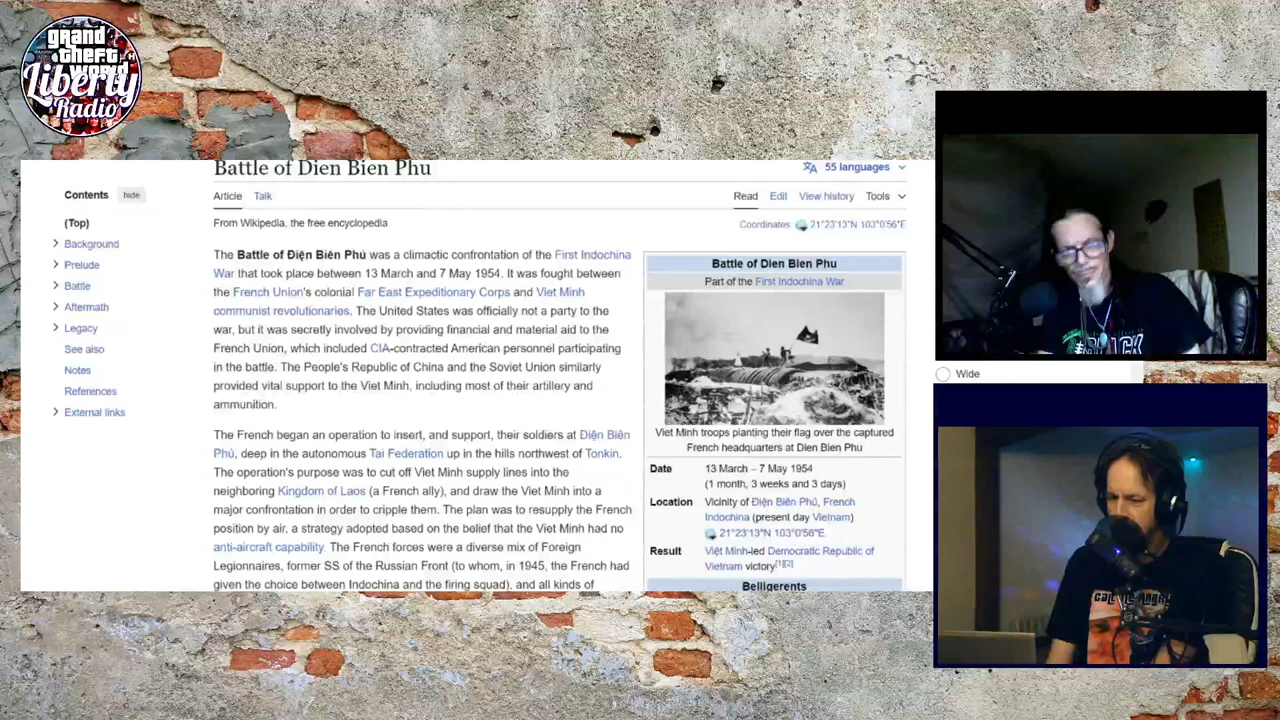 grand
theft
world
Liberty
Radio
Battle of Dien Bien Phu
55 languages
Contents
hide
Article
Talk
Read
Edit
View history
Tools
(Top)
From Wikipedia, the free encyclopedia
Coordinates
21°23′13″N 103°0′56″E
Background
Prelude
Battle
Aftermath
Legacy
See also
Notes
References
External links
The Battle of Điện Biên Phủ was a climactic confrontation of the First Indochina
War that took place between 13 March and 7 May 1954. It was fought between
the French Union's colonial Far East Expeditionary Corps and Viet Minh
communist revolutionaries. The United States was officially not a party to the
war, but it was secretly involved by providing financial and material aid to the
French Union, which included CIA-contracted American personnel participating
in the battle. The People's Republic of China and the Soviet Union similarly
provided vital support to the Viet Minh, including most of their artillery and
ammunition.
The French began an operation to insert, and support, their soldiers at Điện Biên
Phủ, deep in the autonomous Tai Federation up in the hills northwest of Tonkin.
The operation's purpose was to cut off Viet Minh supply lines into the
neighboring Kingdom of Laos (a French ally), and draw the Viet Minh into a
major confrontation in order to cripple them. The plan was to resupply the French
position by air, a strategy adopted based on the belief that the Viet Minh had no
anti-aircraft capability. The French forces were a diverse mix of Foreign
Legionnaires, former SS of the Russian Front (to whom, in 1945, the French had
given the choice between Indochina and the firing squad), and all kinds of
Battle of Dien Bien Phu
Part of the First Indochina War
Viet Minh troops planting their flag over the captured
French headquarters at Dien Bien Phu
Date
13 March – 7 May 1954
(1 month, 3 weeks and 3 days)
Location
Vicinity of Điện Biên Phủ, French
Indochina (present day Vietnam)
21°23′13″N 103°0′56″E
Result
Việt Minh-led Democratic Republic of
Vietnam victory[1][2]
Belligerents
Wide